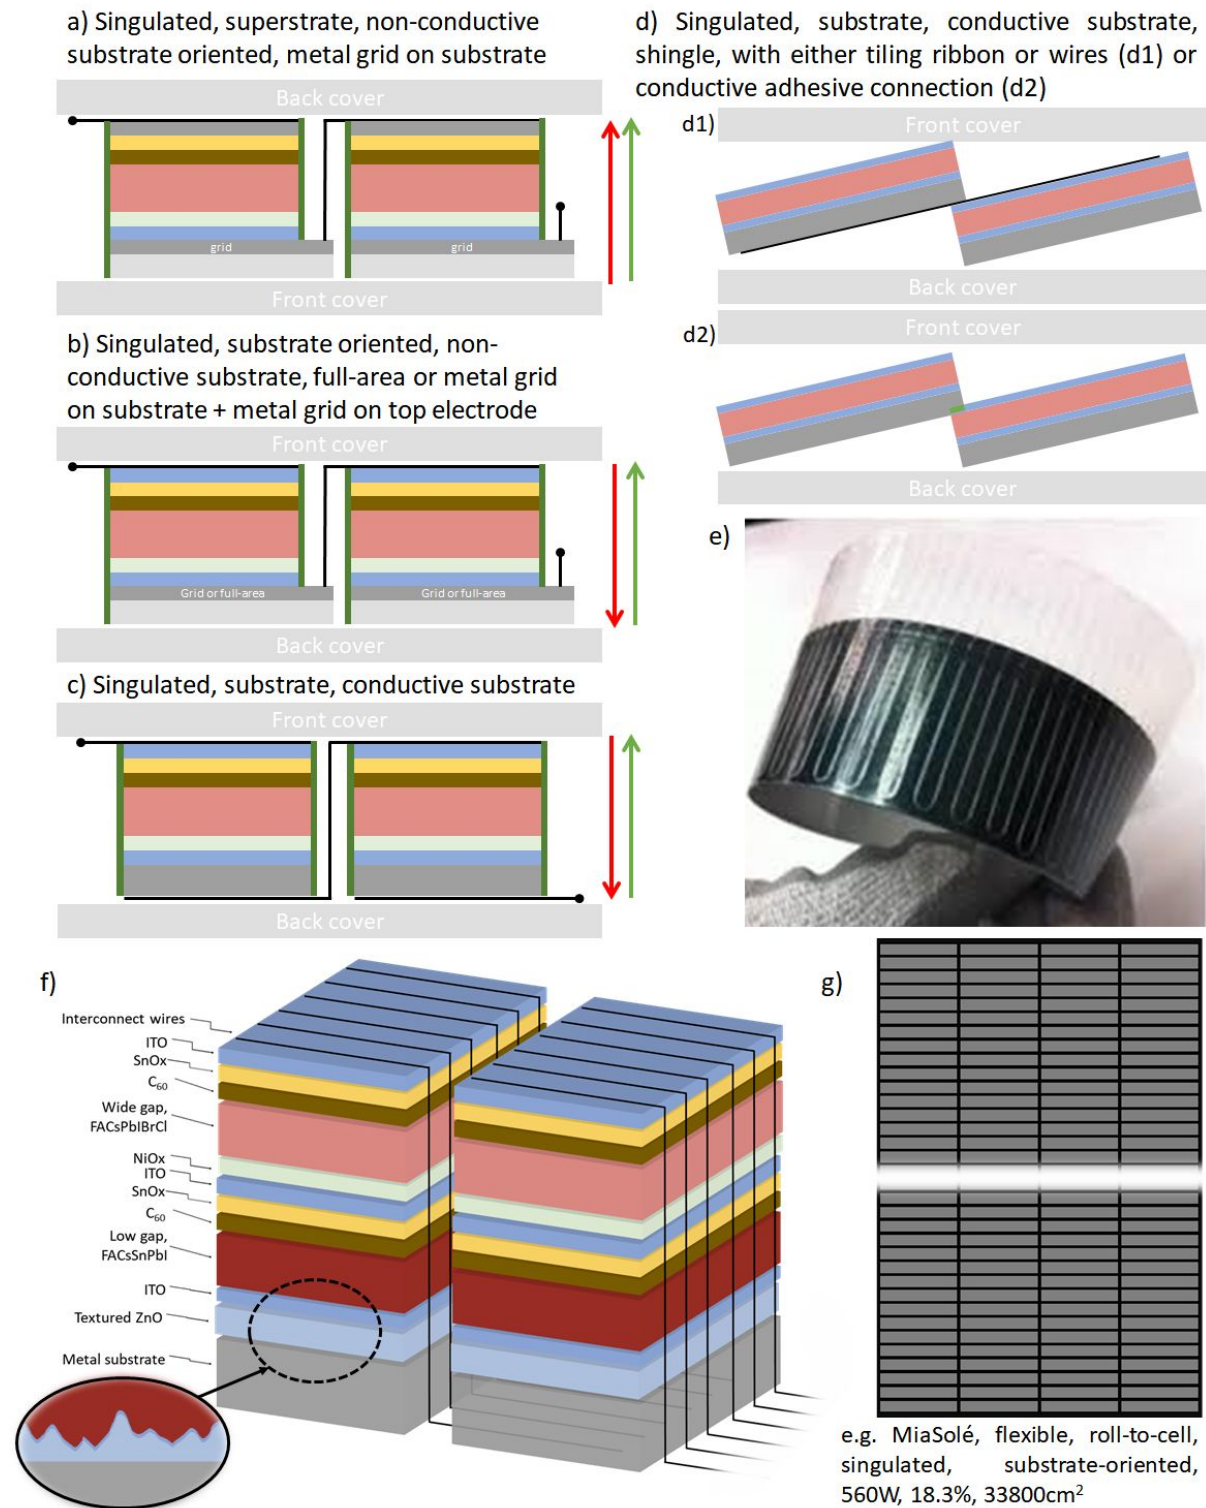 a) Singulated, superstrate, non-conductive
substrate oriented, metal grid on substrate
Back cover
grid
grid
Front cover
b) Singulated, substrate oriented, non-
conductive substrate, full-area or metal grid
on substrate + metal grid on top electrode
Front cover
Grid or full-area
Grid or full-area
Back cover
c) Singulated, substrate, conductive substrate
Front cover
Back cover
d) Singulated, substrate, conductive substrate,
shingle, with either tiling ribbon or wires (d1) or
conductive adhesive connection (d2)
d1)
Front cover
Back cover
d2)
Front cover
Back cover
e)
f)
Interconnect wires
ITO
SnOx
C₆₀
Wide gap,
FACsPbIBrCl
NiOx
ITO
SnOx
C₆₀
Low gap,
FACsSnPbI
ITO
Textured ZnO
Metal substrate
g)
e.g. MiaSolé, flexible, roll-to-cell,
singulated, substrate-oriented,
560W, 18.3%, 33800cm²